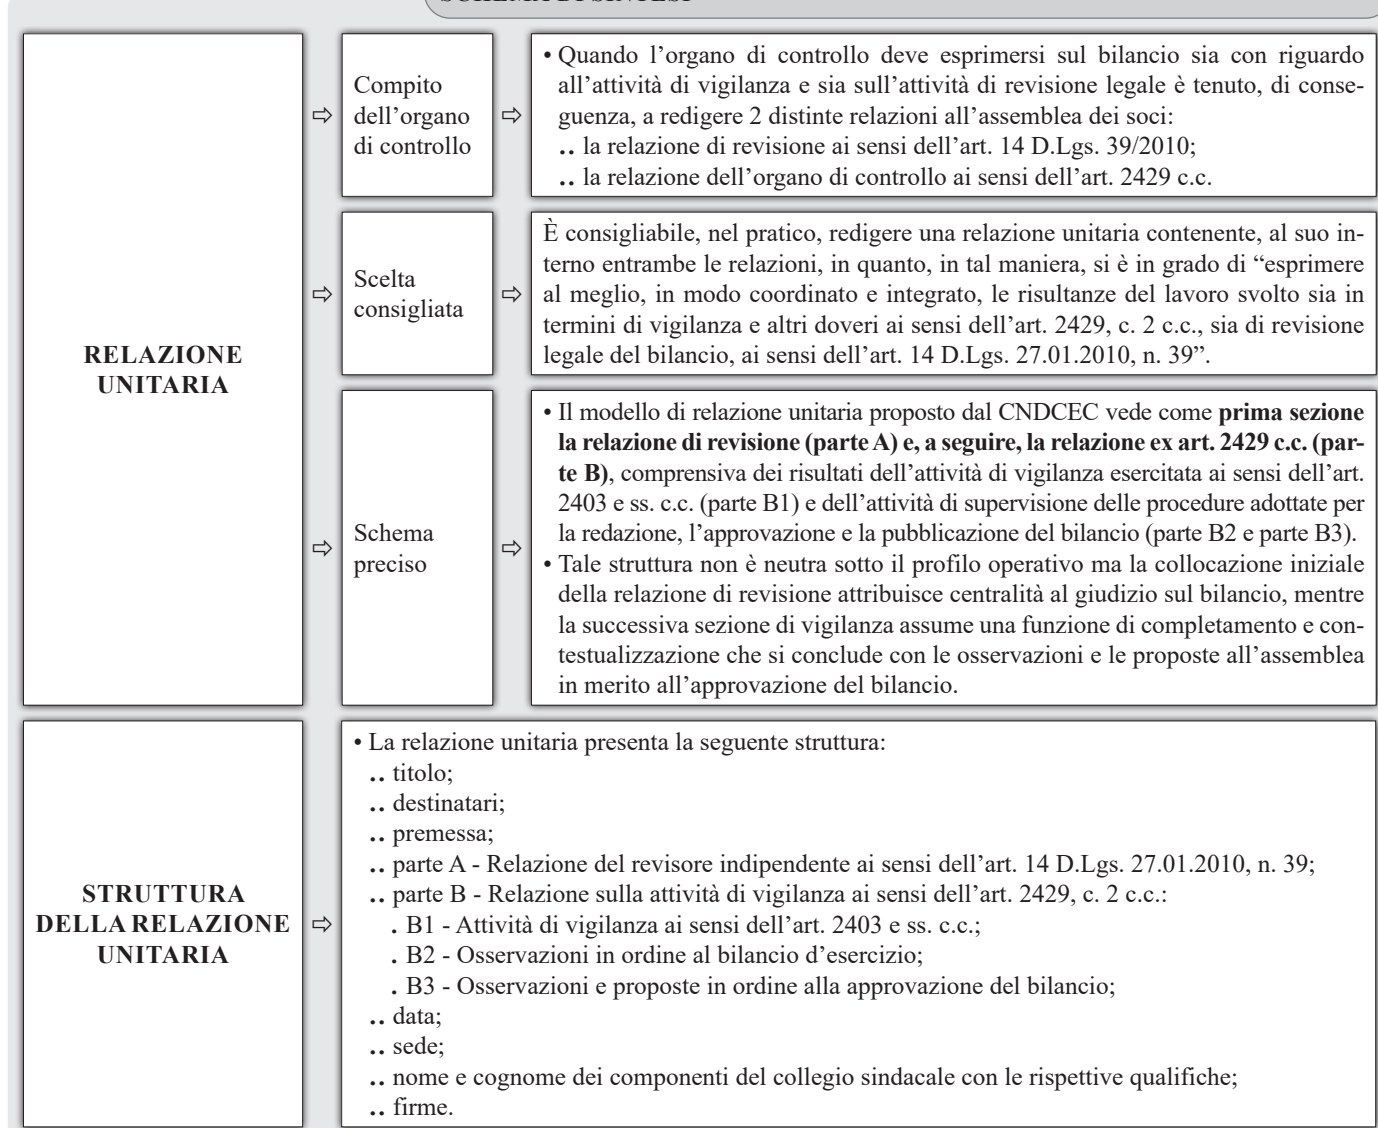 SCHEMA DI SINTESI
RELAZIONE
UNITARIA
⇨
Compito
dell’organo
di controllo
⇨
• Quando l’organo di controllo deve esprimersi sul bilancio sia con riguardo
all’attività di vigilanza e sia sull’attività di revisione legale è tenuto, di conse-
guenza, a redigere 2 distinte relazioni all’assemblea dei soci:
.. la relazione di revisione ai sensi dell’art. 14 D.Lgs. 39/2010;
.. la relazione dell’organo di controllo ai sensi dell’art. 2429 c.c.
⇨
Scelta
consigliata
⇨
È consigliabile, nel pratico, redigere una relazione unitaria contenente, al suo in-
terno entrambe le relazioni, in quanto, in tal maniera, si è in grado di “esprimere
al meglio, in modo coordinato e integrato, le risultanze del lavoro svolto sia in
termini di vigilanza e altri doveri ai sensi dell’art. 2429, c. 2 c.c., sia di revisione
legale del bilancio, ai sensi dell’art. 14 D.Lgs. 27.01.2010, n. 39”.
⇨
Schema
preciso
⇨
• Il modello di relazione unitaria proposto dal CNDCEC vede come prima sezione
la relazione di revisione (parte A) e, a seguire, la relazione ex art. 2429 c.c. (par-
te B), comprensiva dei risultati dell’attività di vigilanza esercitata ai sensi dell’art.
2403 e ss. c.c. (parte B1) e dell’attività di supervisione delle procedure adottate per
la redazione, l’approvazione e la pubblicazione del bilancio (parte B2 e parte B3).
• Tale struttura non è neutra sotto il profilo operativo ma la collocazione iniziale
della relazione di revisione attribuisce centralità al giudizio sul bilancio, mentre
la successiva sezione di vigilanza assume una funzione di completamento e con-
testualizzazione che si conclude con le osservazioni e le proposte all’assemblea
in merito all’approvazione del bilancio.
STRUTTURA
DELLA RELAZIONE
UNITARIA
⇨
• La relazione unitaria presenta la seguente struttura:
.. titolo;
.. destinatari;
.. premessa;
.. parte A - Relazione del revisore indipendente ai sensi dell’art. 14 D.Lgs. 27.01.2010, n. 39;
.. parte B - Relazione sulla attività di vigilanza ai sensi dell’art. 2429, c. 2 c.c.:
. B1 - Attività di vigilanza ai sensi dell’art. 2403 e ss. c.c.;
. B2 - Osservazioni in ordine al bilancio d’esercizio;
. B3 - Osservazioni e proposte in ordine alla approvazione del bilancio;
.. data;
.. sede;
.. nome e cognome dei componenti del collegio sindacale con le rispettive qualifiche;
.. firme.